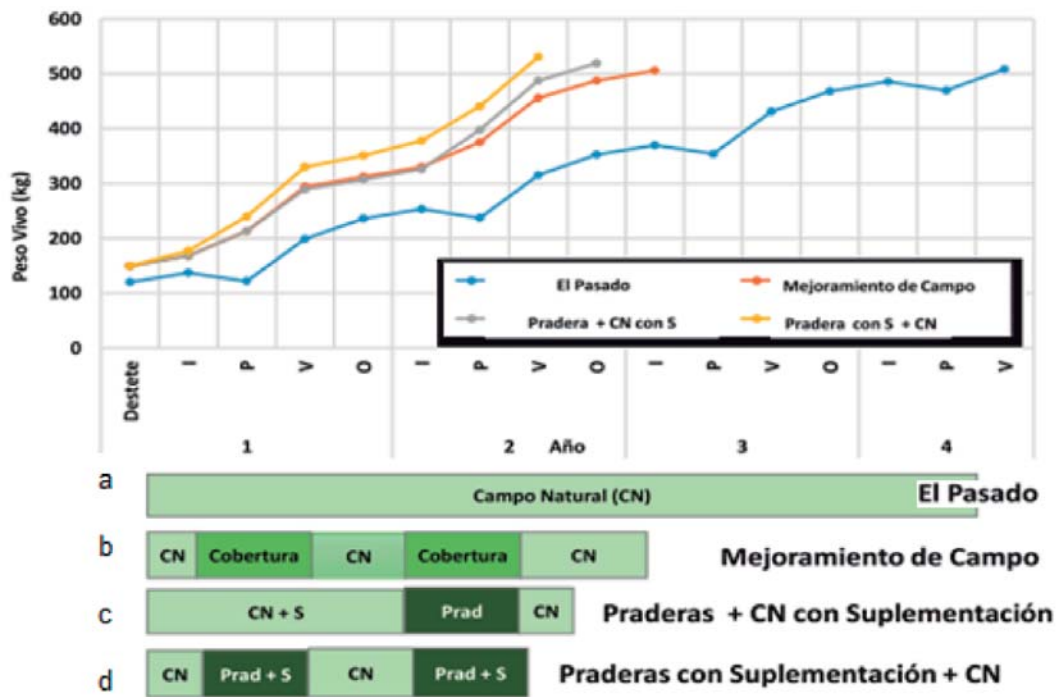 600
500
400
300
200
100
0
Peso Vivo (kg)
El Pasado
Mejoramiento de Campo
Pradera + CN con S
Pradera con S + CN
Destete I P V O I P V O I P V O I P V
1 2 Año 3 4
a Campo Natural (CN) El Pasado
b CN Cobertura CN Cobertura CN Mejoramiento de Campo
c CN + S Prad CN Praderas + CN con Suplementación
d CN Prad + S CN Prad + S Praderas con Suplementación + CN